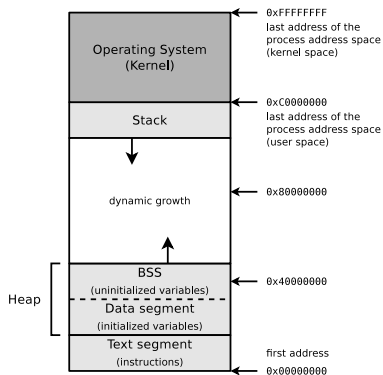 0xFFFFFFFF
last address of the
process address space
(kernel space)
Operating System
(Kernel)
0xC0000000
last address of the
process address space
(user space)
Stack
dynamic growth
0x80000000
BSS
(uninitialized variables)
0x40000000
Heap
Data segment
(initialized variables)
Text segment
(instructions)
first address
0x00000000